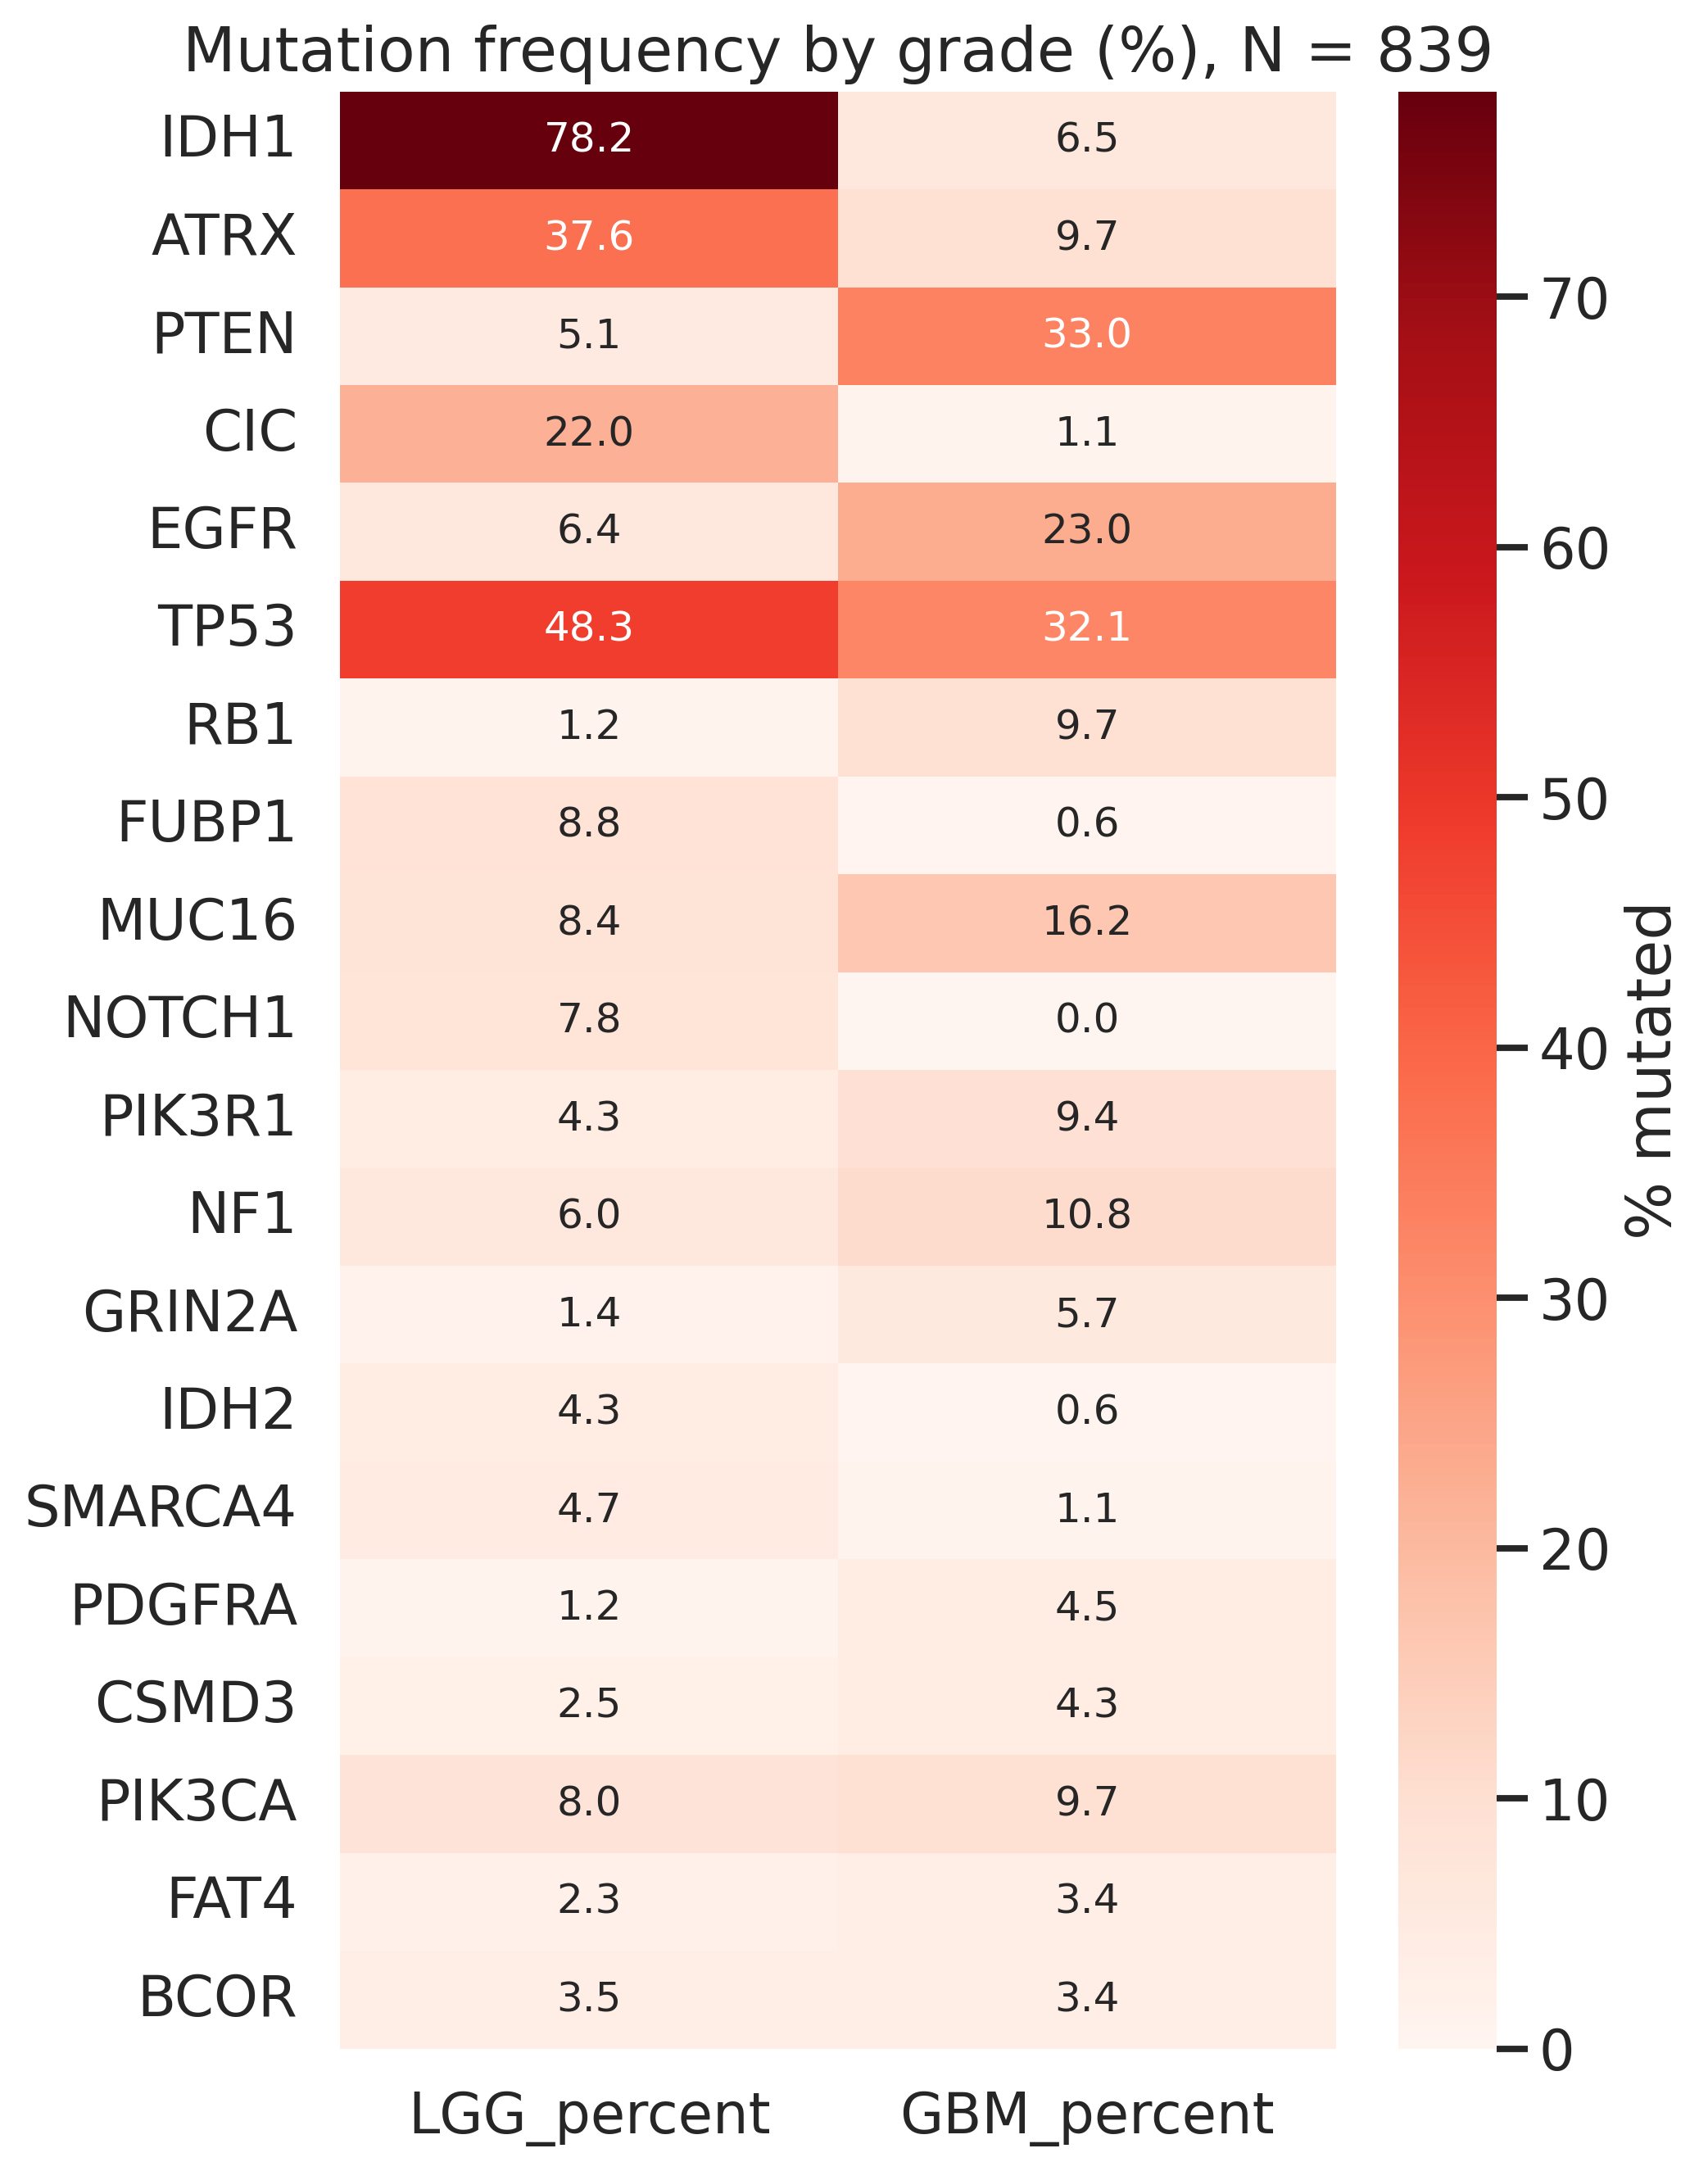 Mutation frequency by grade (%), N = 839
IDH1 78.2 6.5
ATRX 37.6 9.7
PTEN 5.1 33.0
CIC 22.0 1.1
EGFR 6.4 23.0
TP53 48.3 32.1
RB1 1.2 9.7
FUBP1 8.8 0.6
MUC16 8.4 16.2
NOTCH1 7.8 0.0
PIK3R1 4.3 9.4
NF1 6.0 10.8
GRIN2A 1.4 5.7
IDH2 4.3 0.6
SMARCA4 4.7 1.1
PDGFRA 1.2 4.5
CSMD3 2.5 4.3
PIK3CA 8.0 9.7
FAT4 2.3 3.4
BCOR 3.5 3.4
LGG_percent GBM_percent
70
60
50
40
30
20
10
0
% mutated